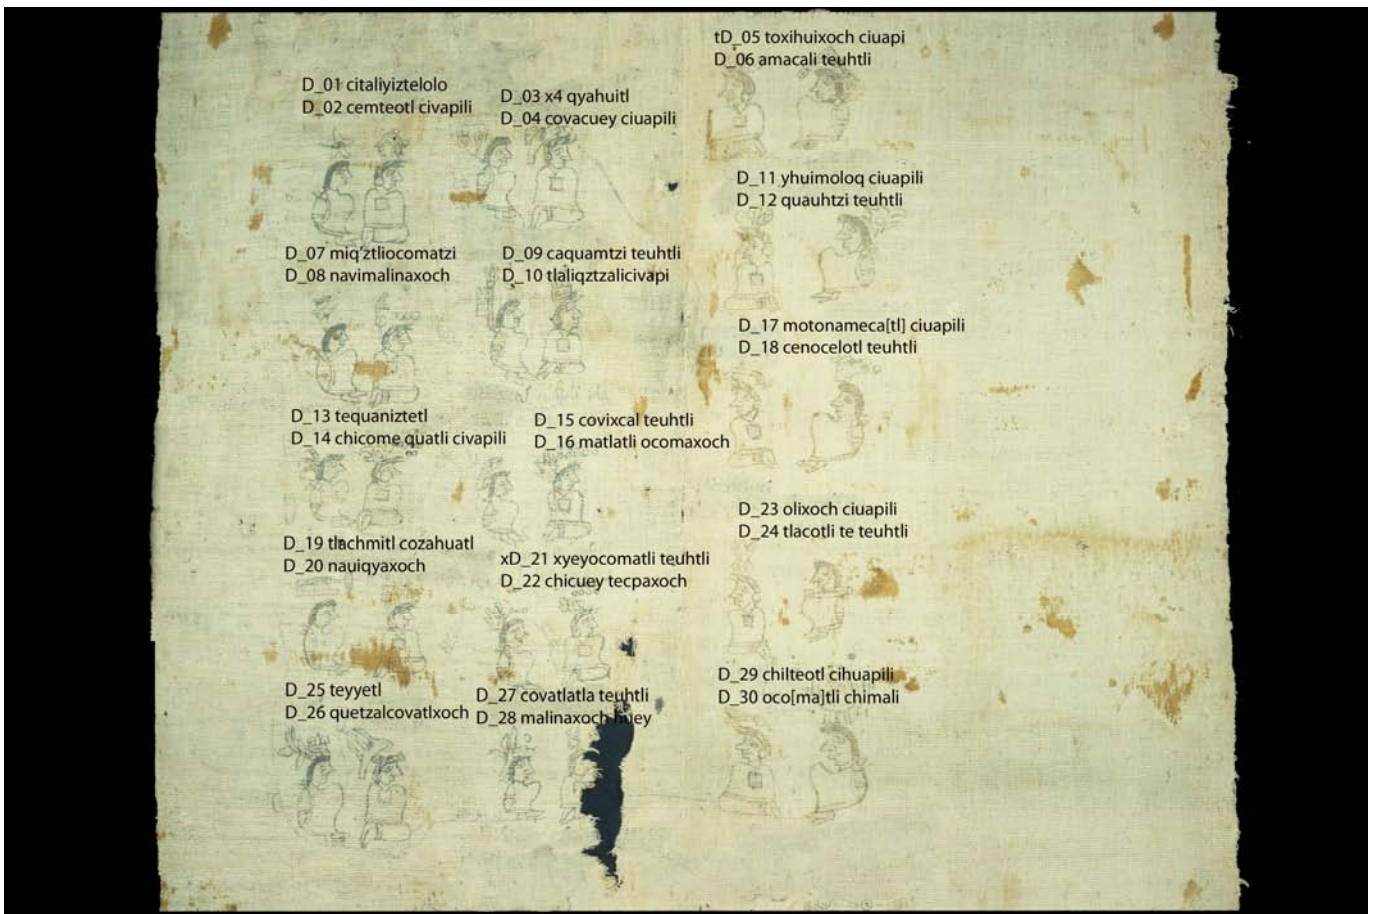 D_01 citaliyiztelolo
D_02 cemteotl civapili
D_03 x4 qyahuitl
D_04 covacuey ciuapili
tD_05 toxihuixoch ciuapi
D_06 amacali teuhtli
D_07 miq'ztliocomatzi
D_08 navimalinaxoch
D_09 caquamtzi teuhtli
D_10 tlaliqztzalicivapi
D_11 yhuimoloq ciuapili
D_12 quauhtzi teuhtli
D_13 tequaniztetl
D_14 chicome quatli civapili
D_15 covixcal teuhtli
D_16 matlatli ocomaxoch
D_17 motonameca[tl] ciuapili
D_18 cenocelotl teuhtli
D_19 tlachmitl cozahuatl
D_20 nauiqyaxoch
xD_21 xyeyocomatli teuhtli
D_22 chicuey tecpaxoch
D_23 olixoch ciuapili
D_24 tlacotli te teuhtli
D_25 teyyetl
D_26 quetzalcovatlxoch
D_27 covatlatla teuhtli
D_28 malinaxoch huey
D_29 chilteotl cihuapili
D_30 oco[ma]tli chimali